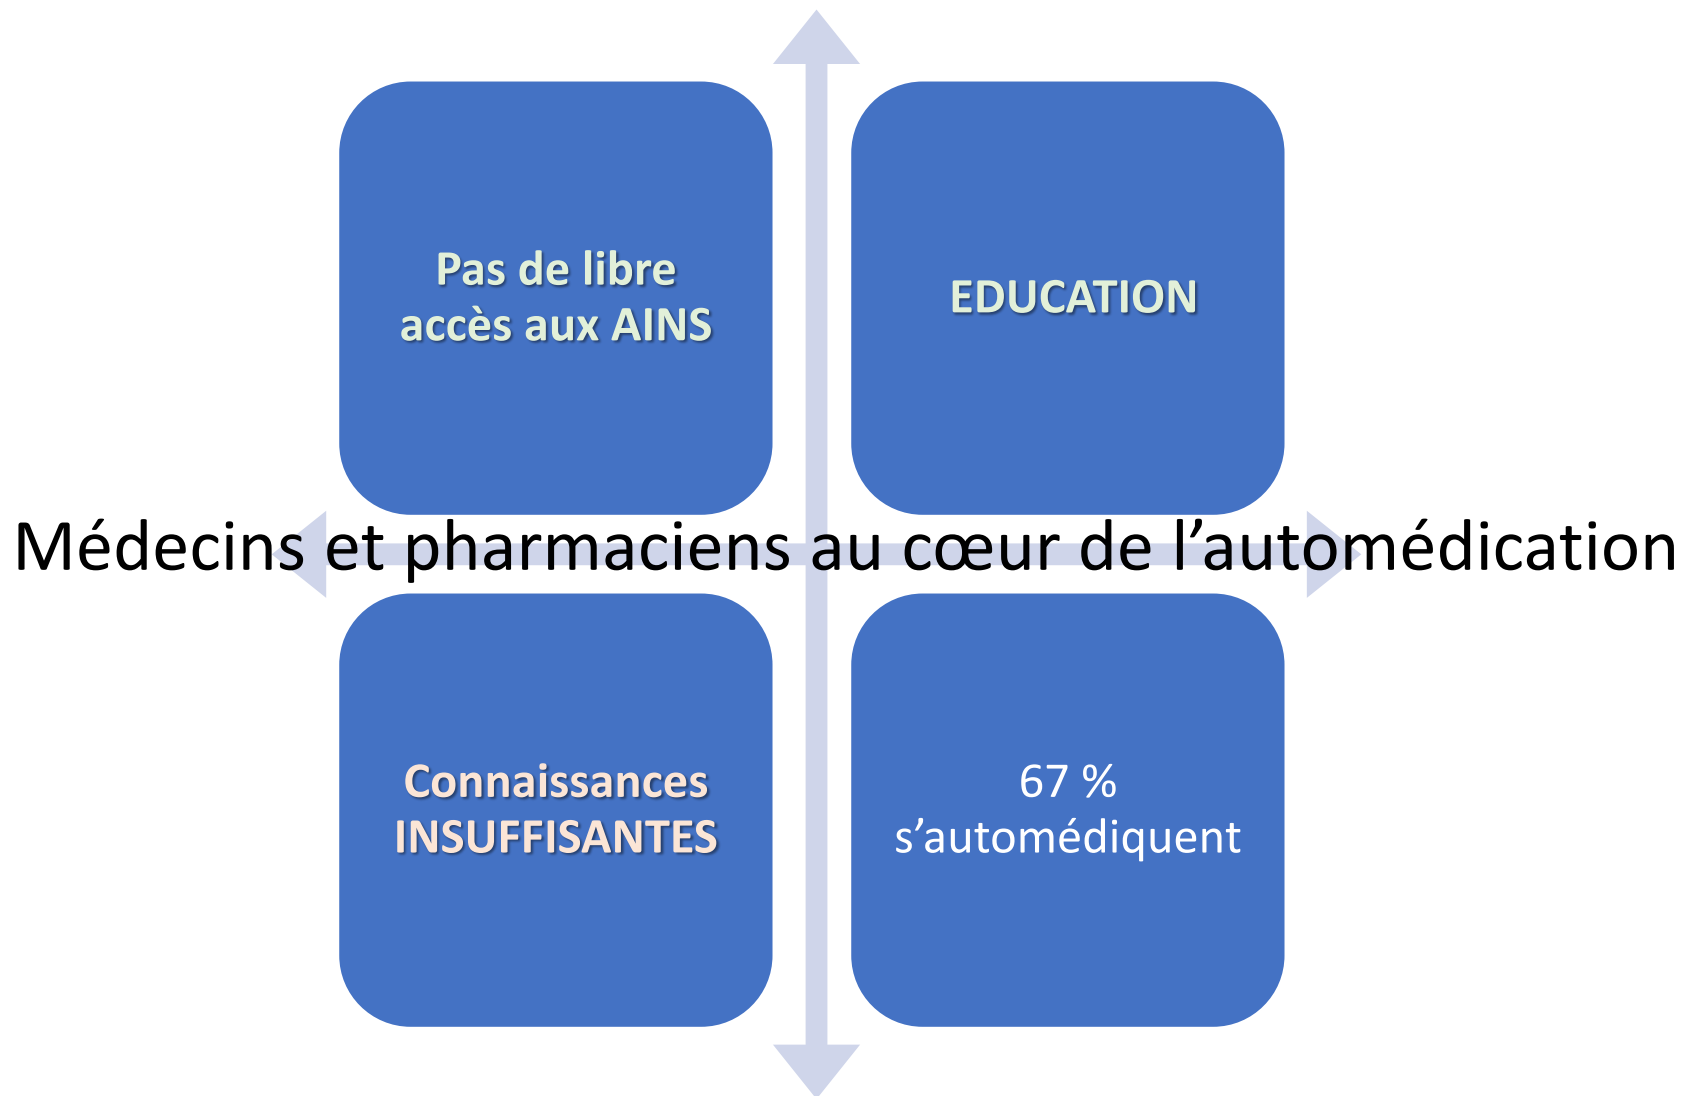 Pas de libre
accès aux AINS
EDUCATION
Médecins et pharmaciens au cœur de l’automédication
Connaissances
INSUFFISANTES
67 %
s’automédiquent